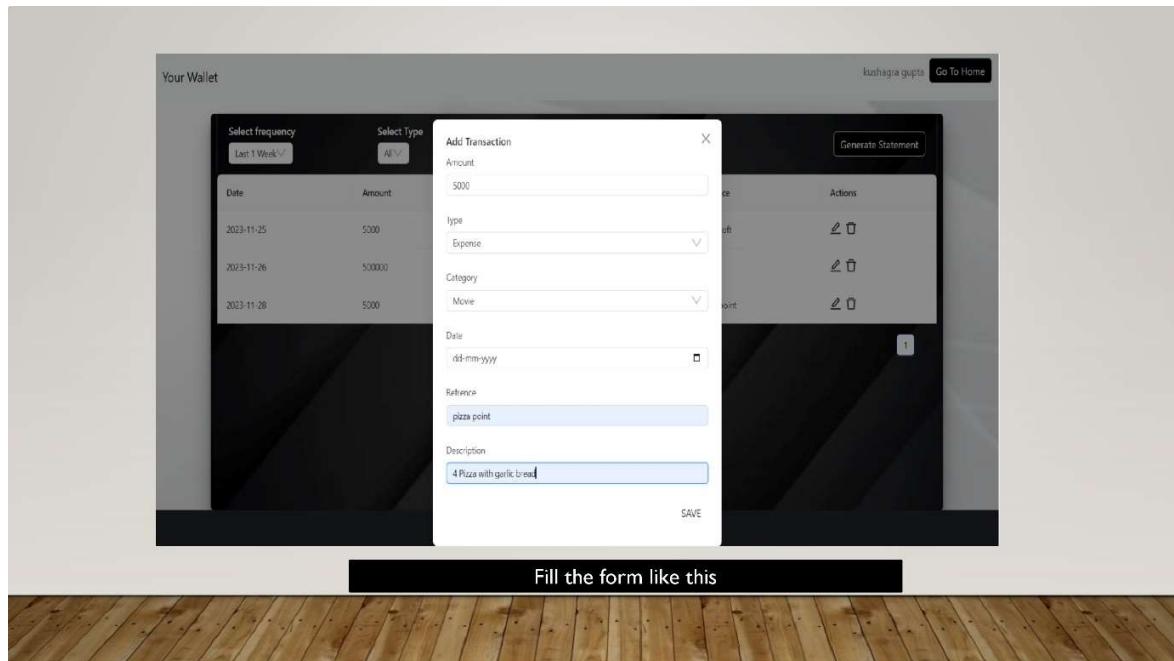 Your Wallet
kushagra gupta Go To Home
Select frequency Select Type
Last 1 Week All
Generate Statement
Date Amount Actions
2023-11-25 5000
2023-11-26 500000
2023-11-28 5000
1
Add Transaction
Amount
5000
Type
Expense
Category
Movie
Date
dd-mm-yyyy
Refrence
pizza point
Description
4 Pizza with garlic bread
SAVE
Fill the form like this